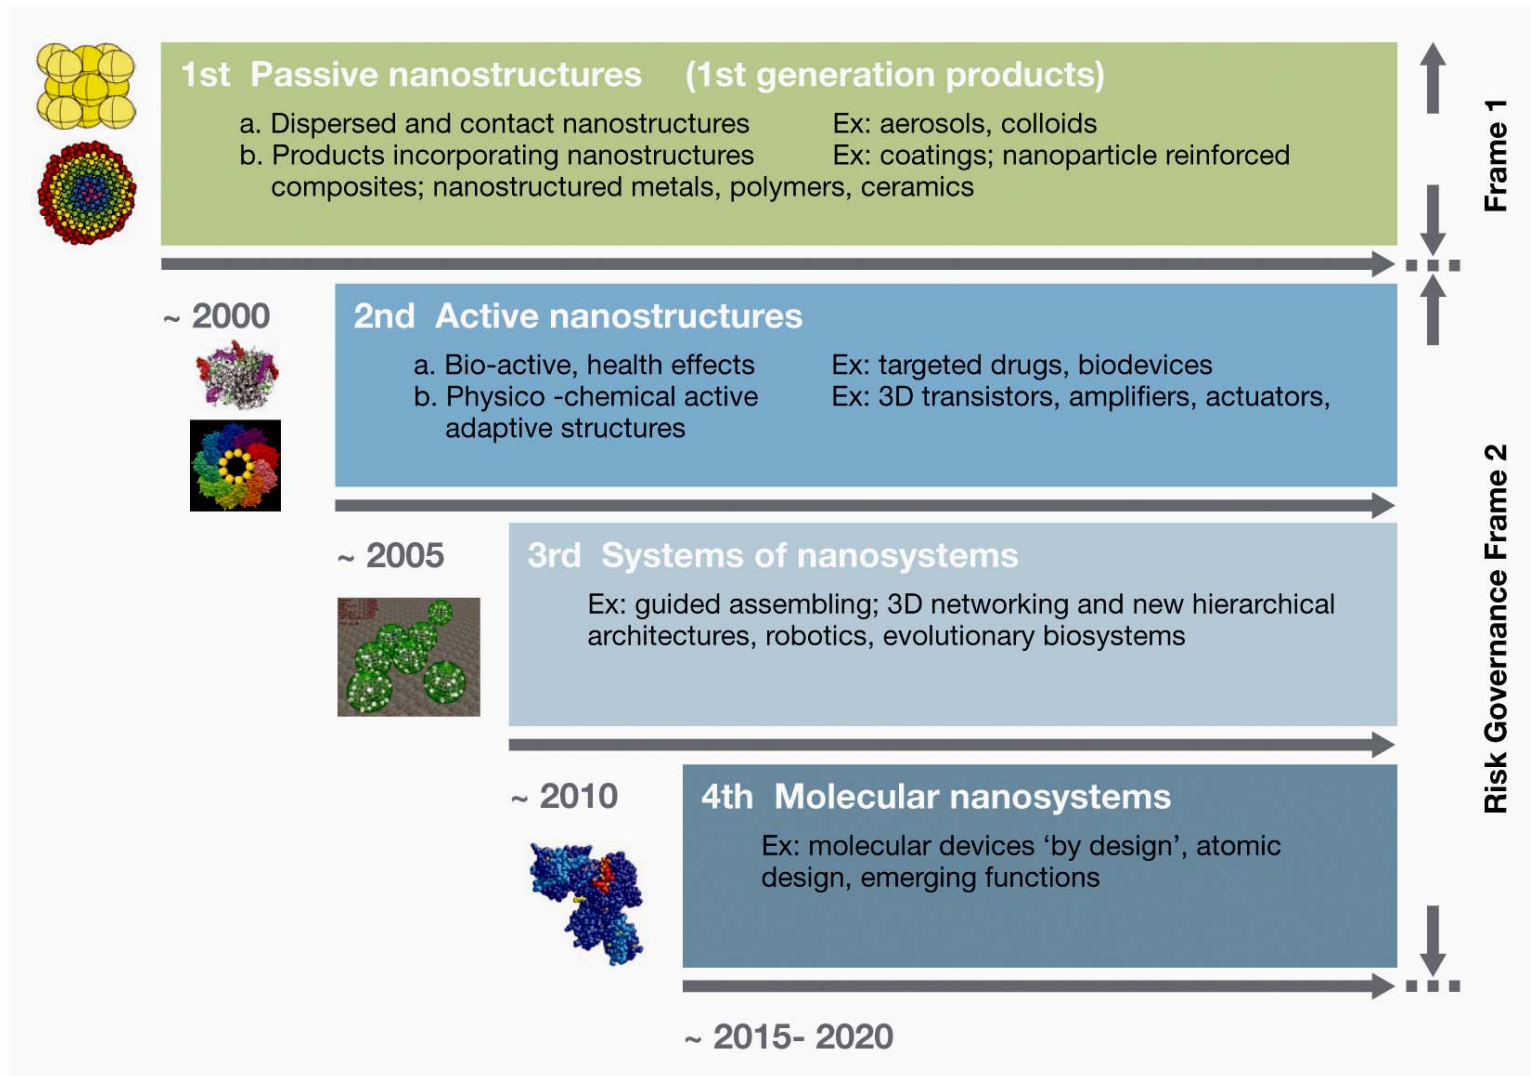 1st Passive nanostructures (1st generation products)
a. Dispersed and contact nanostructures Ex: aerosols, colloids
b. Products incorporating nanostructures Ex: coatings; nanoparticle reinforced
composites; nanostructured metals, polymers, ceramics
Frame 1
~ 2000
2nd Active nanostructures
a. Bio-active, health effects Ex: targeted drugs, biodevices
b. Physico -chemical active Ex: 3D transistors, amplifiers, actuators,
adaptive structures
~ 2005
3rd Systems of nanosystems
Ex: guided assembling; 3D networking and new hierarchical
architectures, robotics, evolutionary biosystems
Risk Governance Frame 2
~ 2010
4th Molecular nanosystems
Ex: molecular devices ‘by design’, atomic
design, emerging functions
~ 2015- 2020